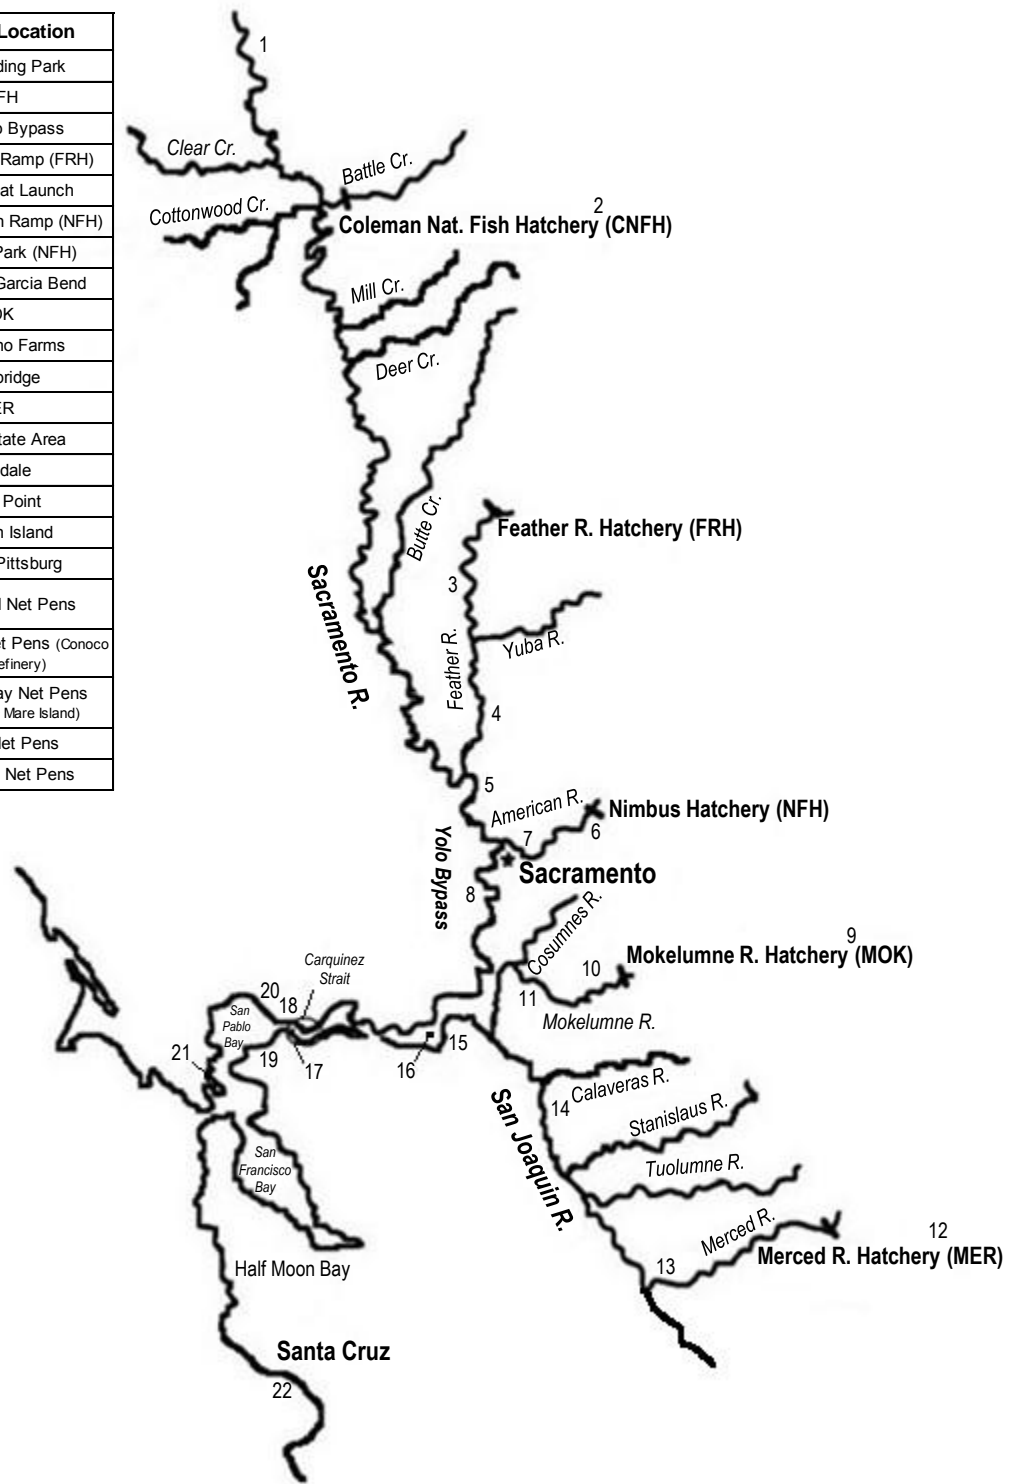 Location
ding Park
FH
o Bypass
Ramp (FRH)
at Launch
n Ramp (NFH)
Park (NFH)
Garcia Bend
OK
no Farms
bridge
ER
tate Area
dale
Point
n Island
Pittsburg
l Net Pens
et Pens (Conoco
efinery)
ay Net Pens
Mare Island)
Net Pens
Net Pens
1
Clear Cr.
Battle Cr.
Cottonwood Cr.
2
Coleman Nat. Fish Hatchery (CNFH)
Mill Cr.
Deer Cr.
Butte Cr.
Feather R. Hatchery (FRH)
3
Sacramento R.
Feather R.
Yuba R.
4
5
American R.
Nimbus Hatchery (NFH)
7
6
Yolo Bypass
Sacramento
8
Cosumnes R.
9
Mokelumne R. Hatchery (MOK)
10
11
Mokelumne R.
Carquinez
Strait
20
18
San
Pablo
Bay
21
19
17
16
15
Calaveras R.
14
San Joaquin R.
Stanislaus R.
Tuolumne R.
San
Francisco
Bay
Merced R.
12
Merced R. Hatchery (MER)
13
Half Moon Bay
Santa Cruz
22